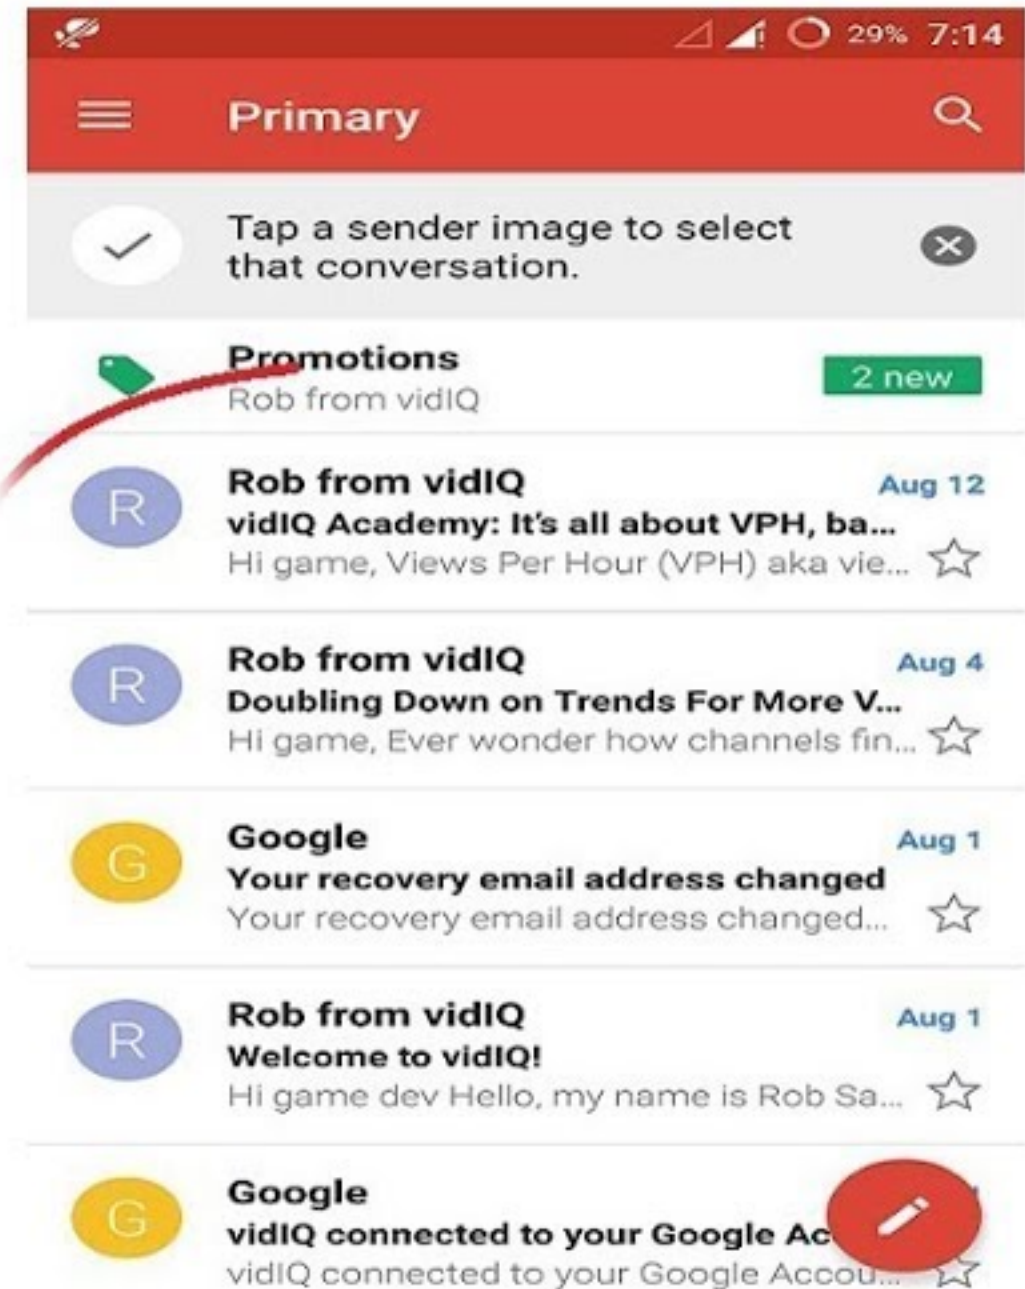 29% 7:14
Primary
Tap a sender image to select
that conversation.
Promotions
2 new
Rob from vidIQ
R
Rob from vidIQ
Aug 12
vidIQ Academy: It's all about VPH, ba...
Hi game, Views Per Hour (VPH) aka vie...
R
Rob from vidIQ
Aug 4
Doubling Down on Trends For More V...
Hi game, Ever wonder how channels fin...
G
Google
Aug 1
Your recovery email address changed
Your recovery email address changed...
R
Rob from vidIQ
Aug 1
Welcome to vidIQ!
Hi game dev Hello, my name is Rob Sa...
G
Google
vidIQ connected to your Google Ac
vidIQ connected to your Google Accou...